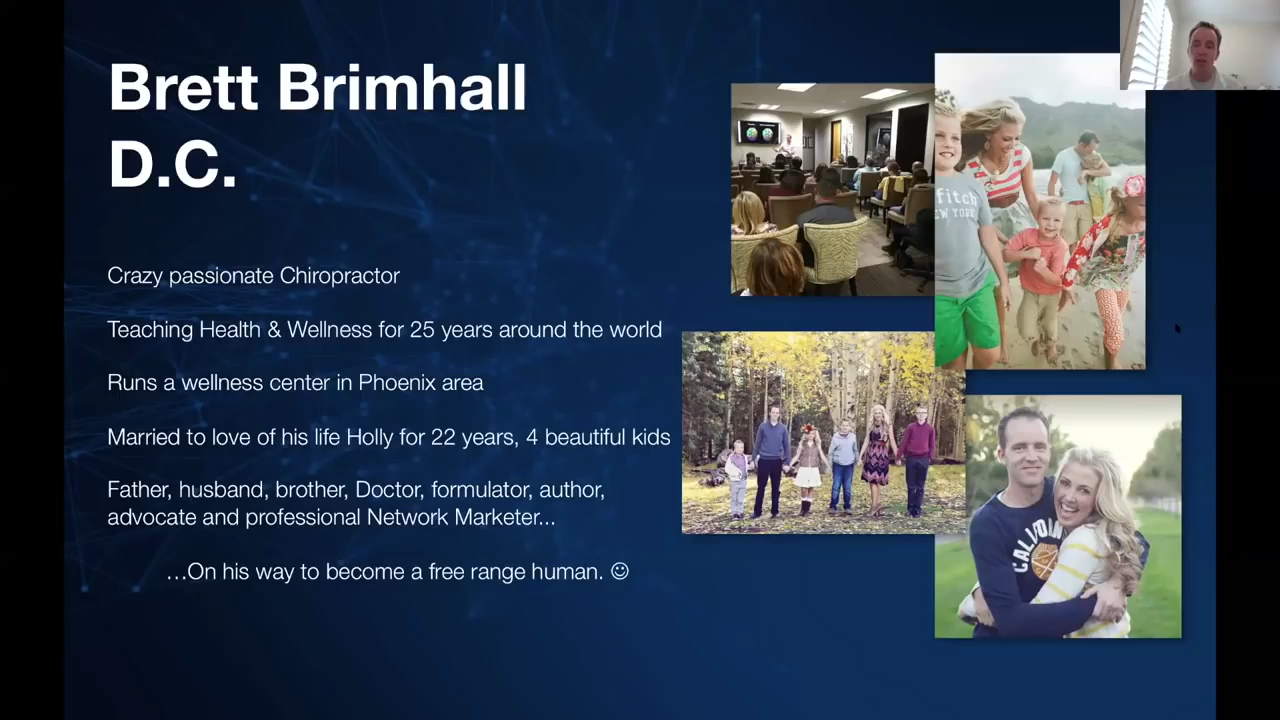 Brett Brimhall
D.C.
Crazy passionate Chiropractor
Teaching Health & Wellness for 25 years around the world
Runs a wellness center in Phoenix area
Married to love of his life Holly for 22 years, 4 beautiful kids
Father, husband, brother, Doctor, formulator, author,
advocate and professional Network Marketer...
...On his way to become a free range human. ☺
fitch
NEW YORK
CALIFORNIA